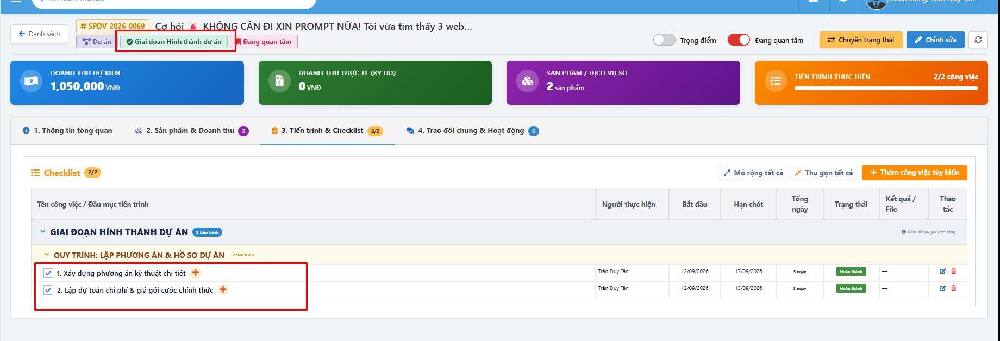 Danh sách
# SPDV-2026-0069
Cơ hội 🚨 KHÔNG CẦN ĐI XIN PROMPT NỮA! Tôi vừa tìm thấy 3 web...
Dự án
Giai đoạn Hình thành dự án
Đang quan tâm
Trọng điểm
Đang quan tâm
Chuyển trạng thái
Chỉnh sửa
DOANH THU DỰ KIẾN
1,050,000 VNĐ
DOANH THU THỰC TẾ (KÝ HĐ)
0 VNĐ
SẢN PHẨM / DỊCH VỤ SỐ
2 sản phẩm
TIẾN TRÌNH THỰC HIỆN
2/2 công việc
1. Thông tin tổng quan
2. Sản phẩm & Doanh thu 2
3. Tiến trình & Checklist 2/2
4. Trao đổi chung & Hoạt động 6
Checklist 2/2
Mở rộng tất cả
Thu gọn tất cả
Thêm công việc tùy biến
Tên công việc / Đầu mục tiến trình
Người thực hiện
Bắt đầu
Hạn chót
Tổng
ngày
Trạng thái
Kết quả /
File
Thao
tác
GIAI ĐOẠN HÌNH THÀNH DỰ ÁN 2 tiến trình
Bấm để thu gọn/mở rộng
QUY TRÌNH: LẬP PHƯƠNG ÁN & HỒ SƠ DỰ ÁN 2 tiến trình
1. Xây dựng phương án kỹ thuật chi tiết
Trần Duy Tân
12/09/2026
17/09/2026
5 ngày
Hoàn thành
—
2. Lập dự toán chi phí & giá gói cước chính thức
Trần Duy Tân
12/09/2026
15/09/2026
3 ngày
Hoàn thành
—